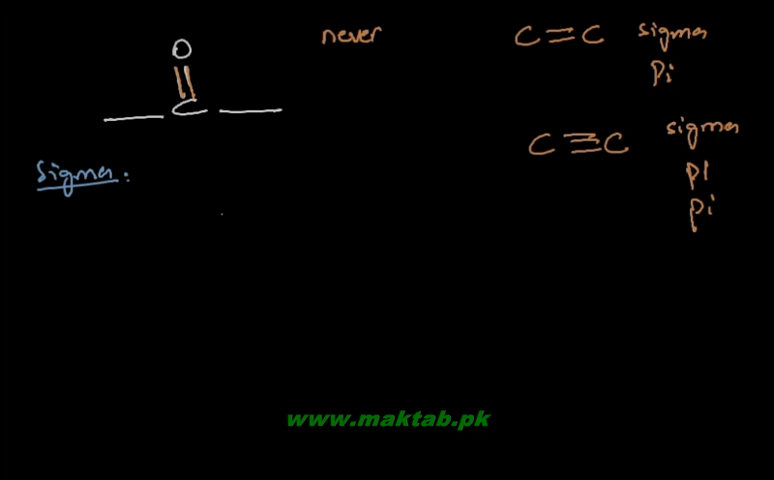 O
C
never
C=C sigma
pi
C≡C sigma
pi
pi
Sigma:
www.maktab.pk